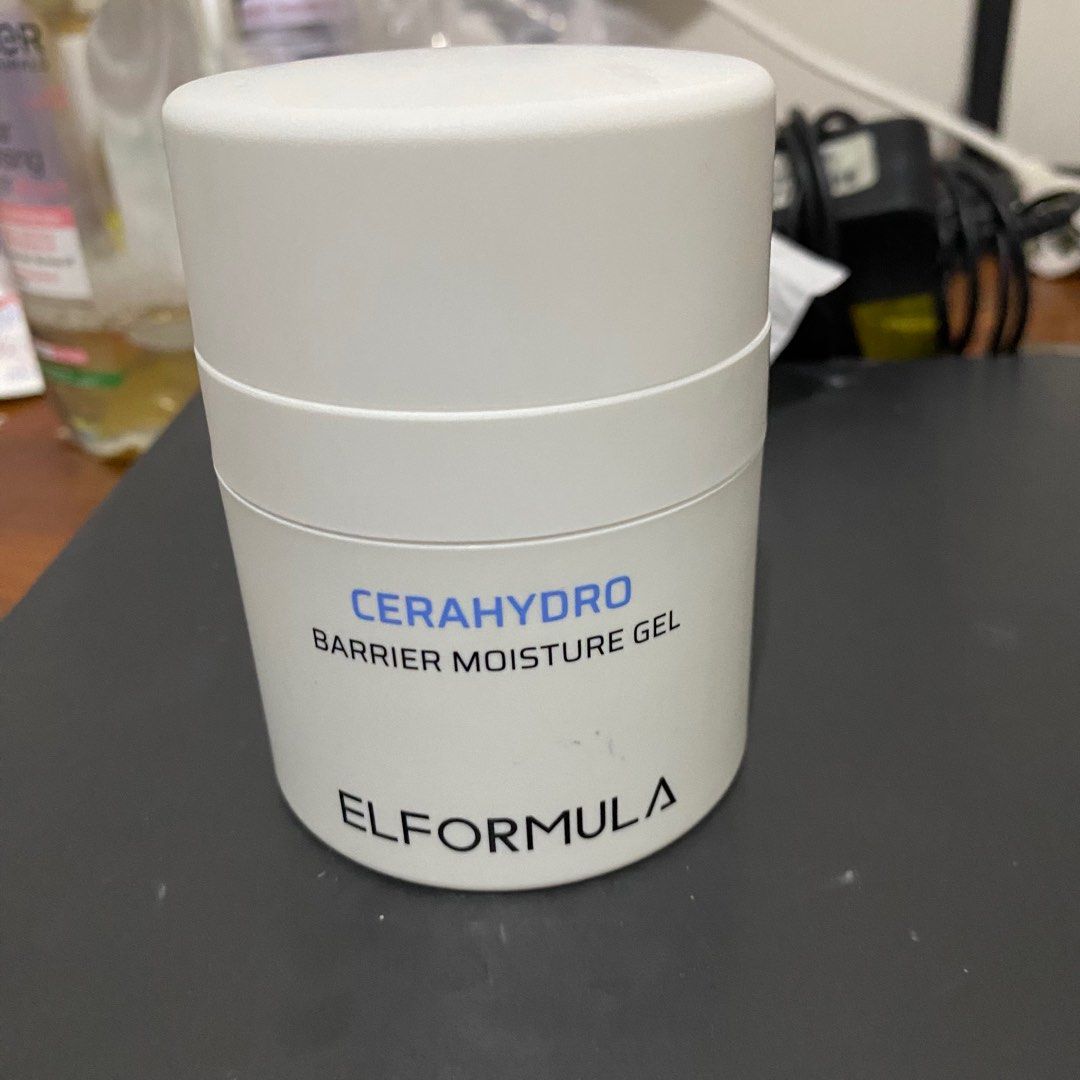 CERAHYDRO
BARRIER MOISTURE GEL
ELFORMULA